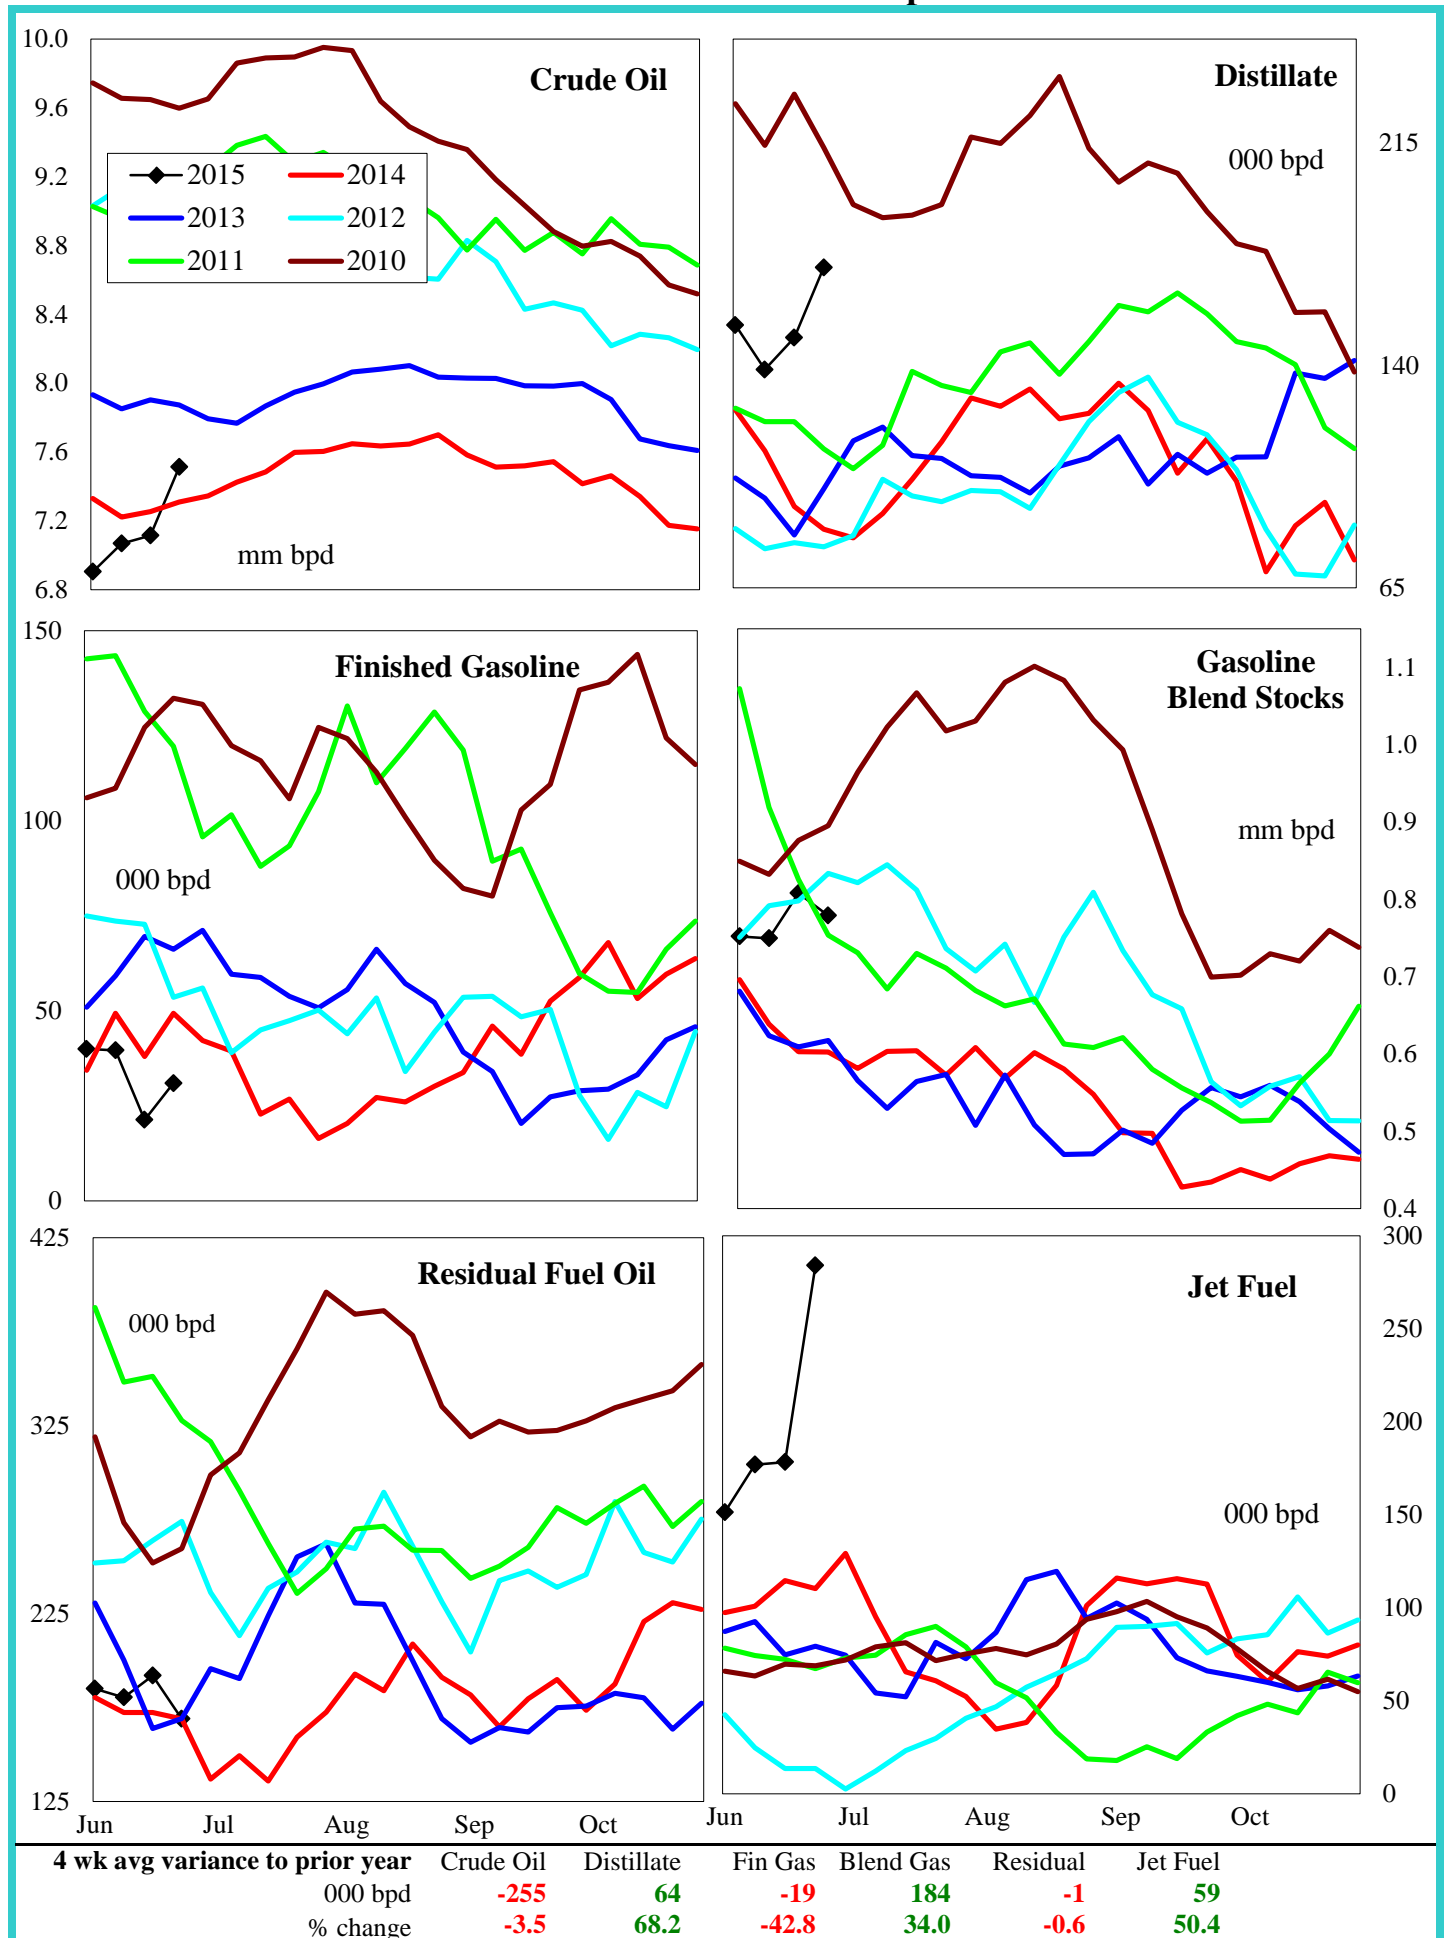 10.0
9.6
9.2
8.8
8.4
8.0
7.6
7.2
6.8
Crude Oil
mm bpd
2015 2014
2013 2012
2011 2010
Distillate
000 bpd
215
140
65
150
100
50
0
Finished Gasoline
000 bpd
Gasoline
Blend Stocks
mm bpd
1.1
1.0
0.9
0.8
0.7
0.6
0.5
0.4
425
325
225
125
Residual Fuel Oil
000 bpd
Jun Jul Aug Sep Oct
Jet Fuel
000 bpd
300
250
200
150
100
50
0
Jun Jul Aug Sep Oct
4 wk avg variance to prior year Crude Oil Distillate Fin Gas Blend Gas Residual Jet Fuel
000 bpd -255 64 -19 184 -1 59
% change -3.5 68.2 -42.8 34.0 -0.6 50.4